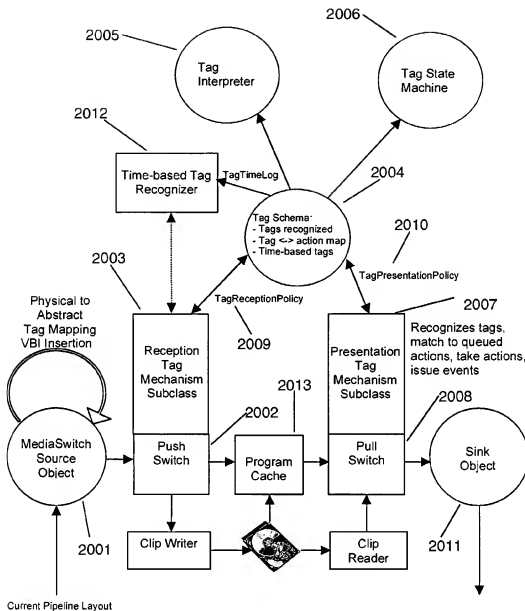 2005
2006
Tag
Interpreter
Tag State
Machine
2012
Time-based Tag
Recognizer
TagTimeLog
2004
Tag Schema:
- Tags recognized
- Tag <-> action map
- Time-based tags
2010
TagPresentationPolicy
2003
TagReceptionPolicy
2009
2007
Physical to
Abstract
Tag Mapping
VBI Insertion
Reception
Tag
Mechanism
Subclass
Presentation
Tag
Mechanism
Subclass
Recognizes tags,
match to queued
actions, take actions,
issue events
2013
2002
2008
MediaSwitch
Source
Object
Push
Switch
Program
Cache
Pull
Switch
Sink
Object
2001
Clip Writer
Clip
Reader
2011
Current Pipeline Layout